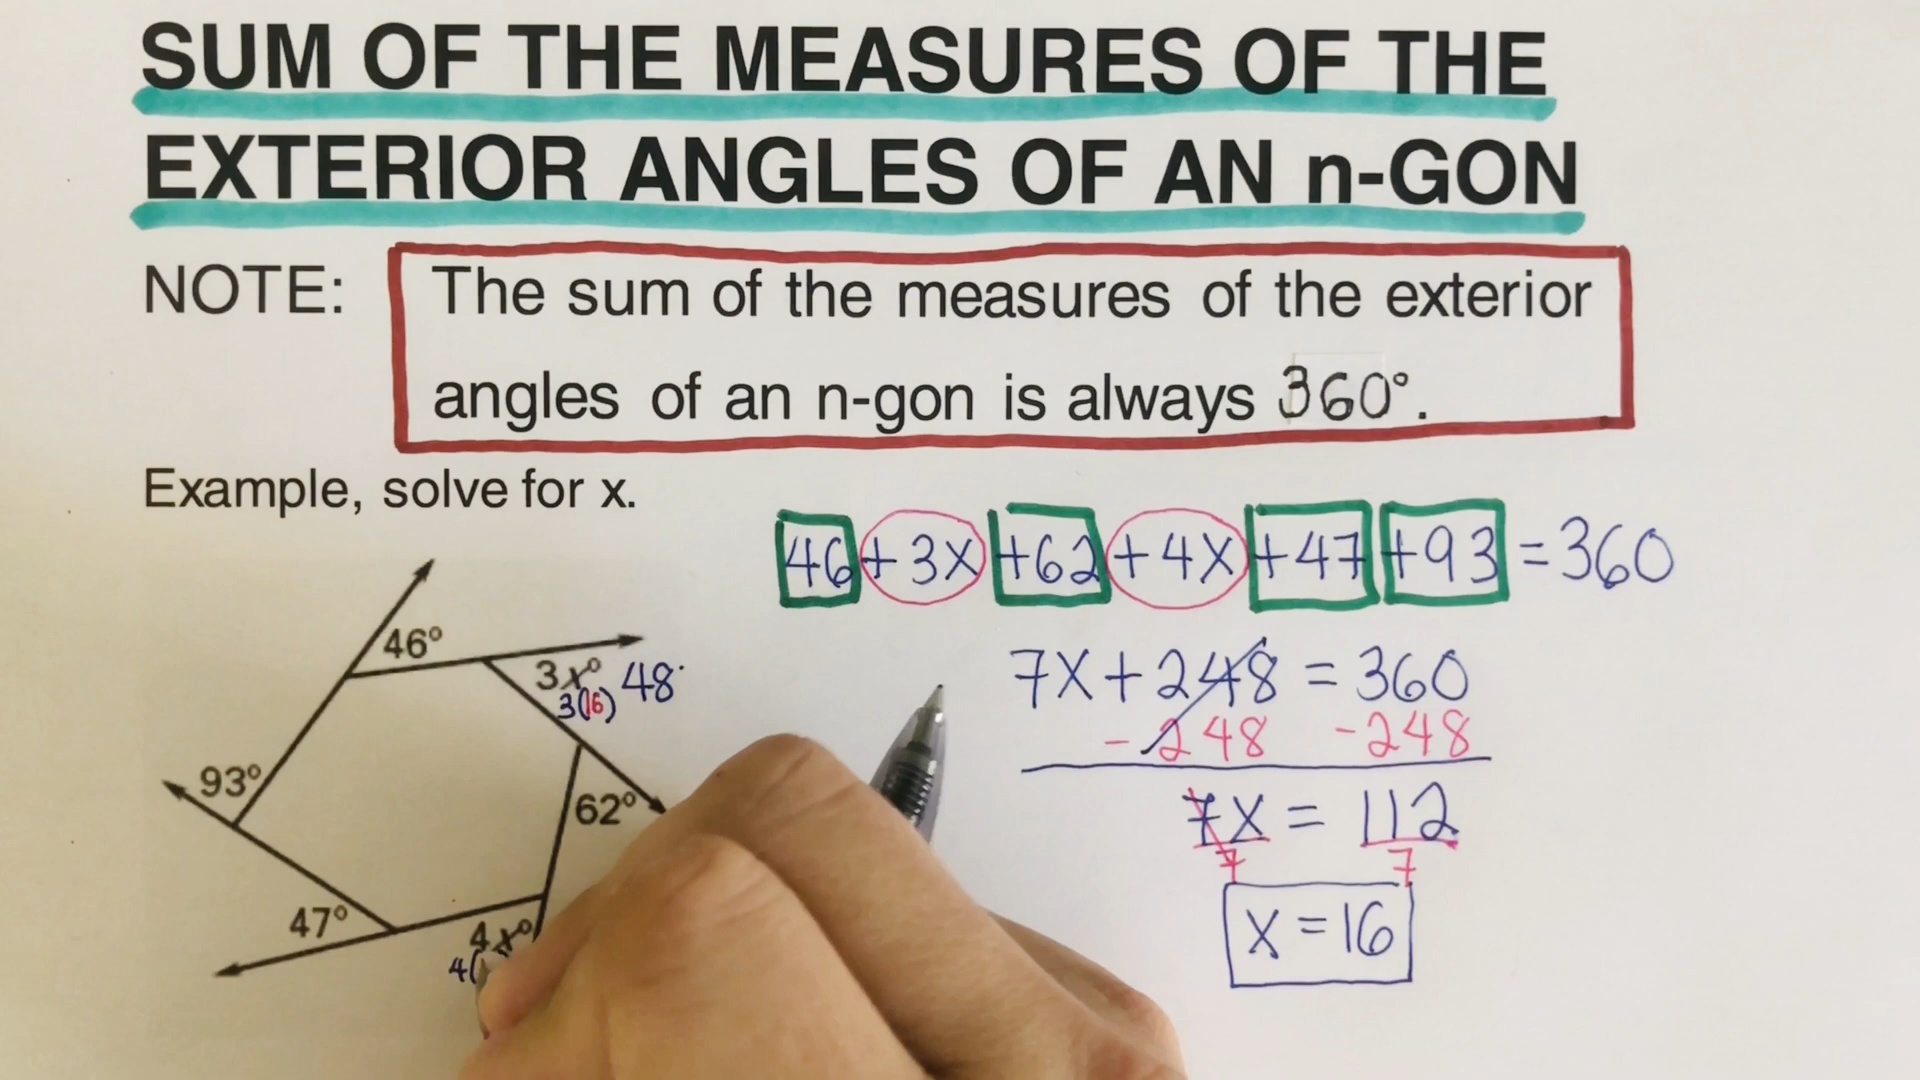 SUM OF THE MEASURES OF THE
EXTERIOR ANGLES OF AN n-GON
NOTE: The sum of the measures of the exterior
angles of an n-gon is always 360°.
Example, solve for x.
46 + 3x + 62 + 4x + 47 + 93 = 360
46°
3x° 48°
3(16)
93°
62°
47°
4x°
4(
7x + 248 = 360
- 248 - 248
7x = 112
7 7
x = 16